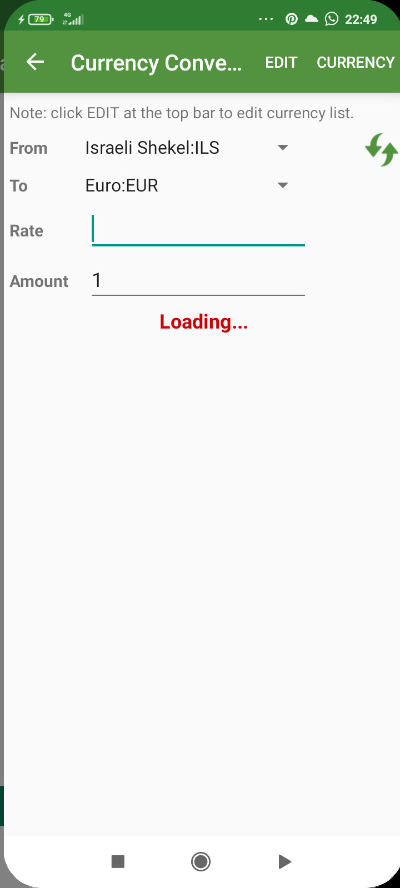 79 4G 22:49
Currency Conve... EDIT CURRENCY
Note: click EDIT at the top bar to edit currency list.
From Israeli Shekel:ILS
To Euro:EUR
Rate
Amount 1
Loading...